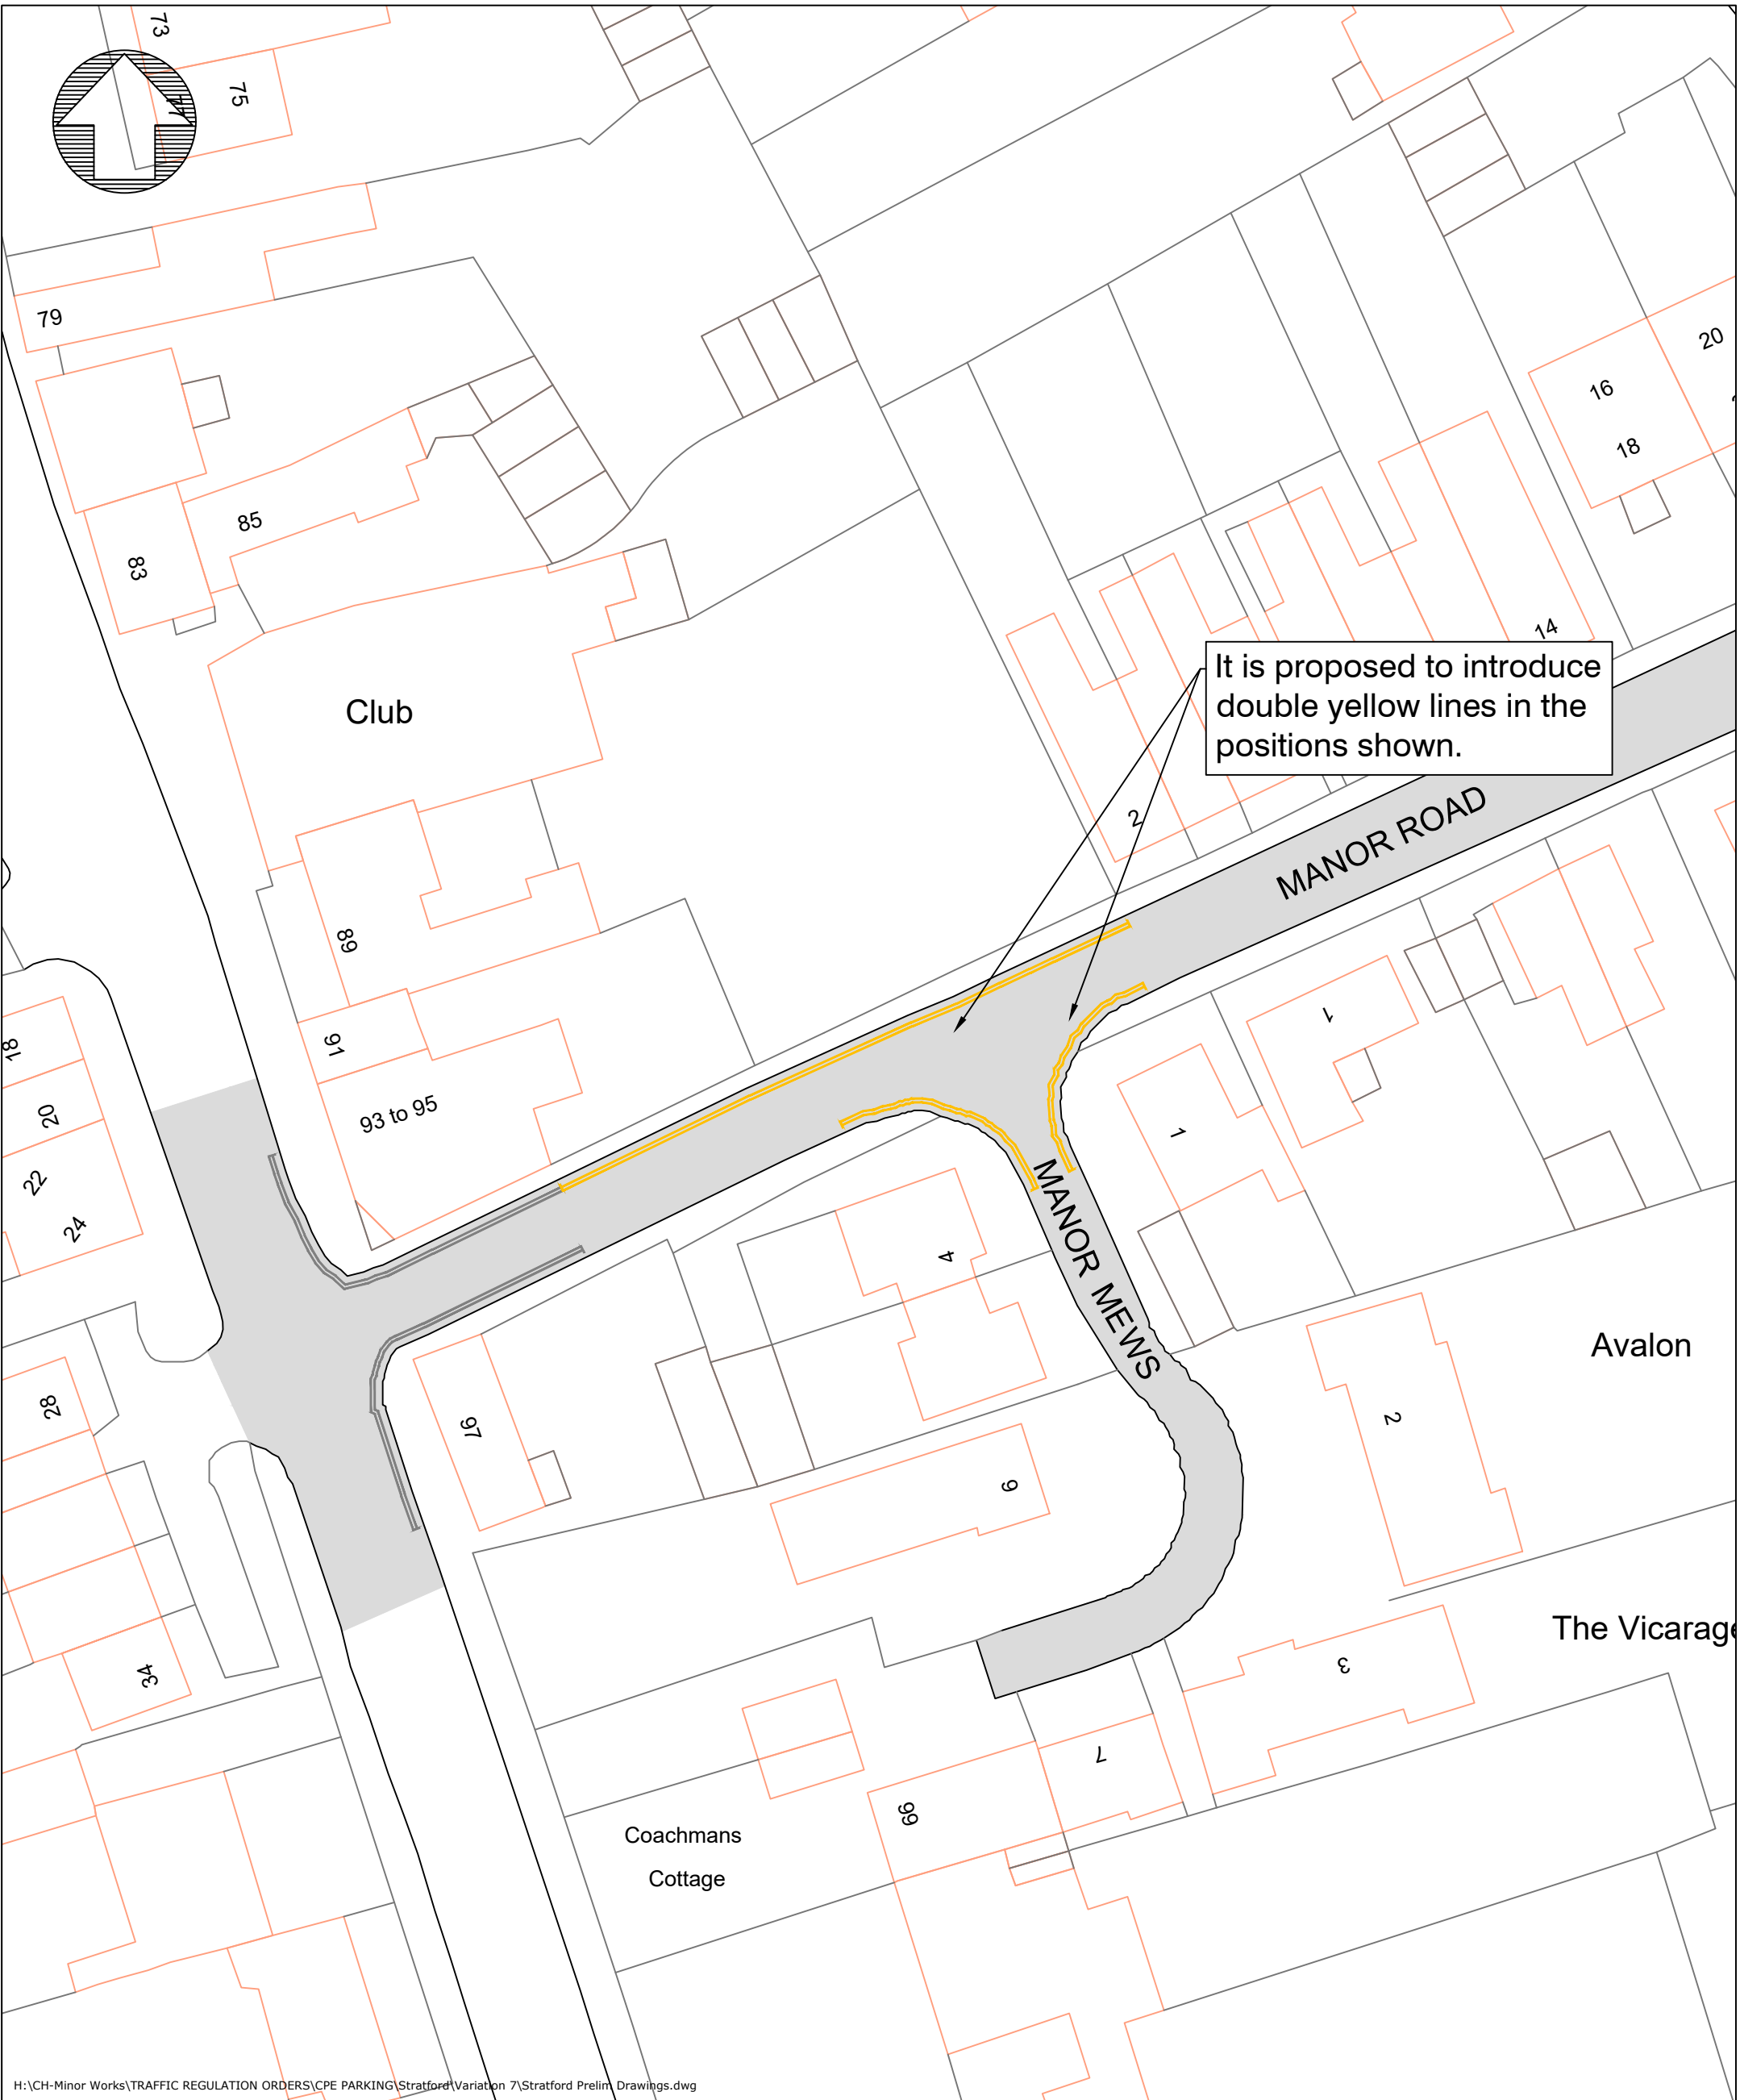 73
75
77
79
85
83
Club
16
20
18
14
It is proposed to introduce
double yellow lines in the
positions shown.
2
MANOR ROAD
89
91
93 to 95
18
20
22
24
1
1
MANOR MEWS
4
Avalon
28
97
2
6
The Vicarage
34
3
7
99
Coachmans
Cottage
H:\CH-Minor Works\TRAFFIC REGULATION ORDERS\CPE PARKING\Stratford\Variation 7\Stratford Prelim Drawings.dwg